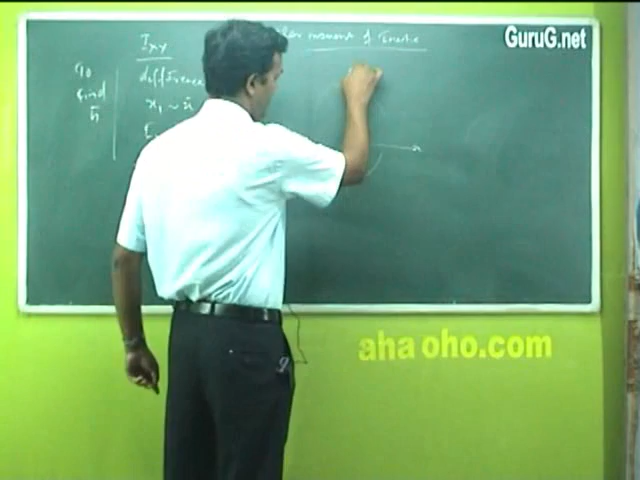 Ixy
moment of Inertia
GuruG.net
To
find
x̄
difference
x₁ ~ x̄
x
aha oho.com